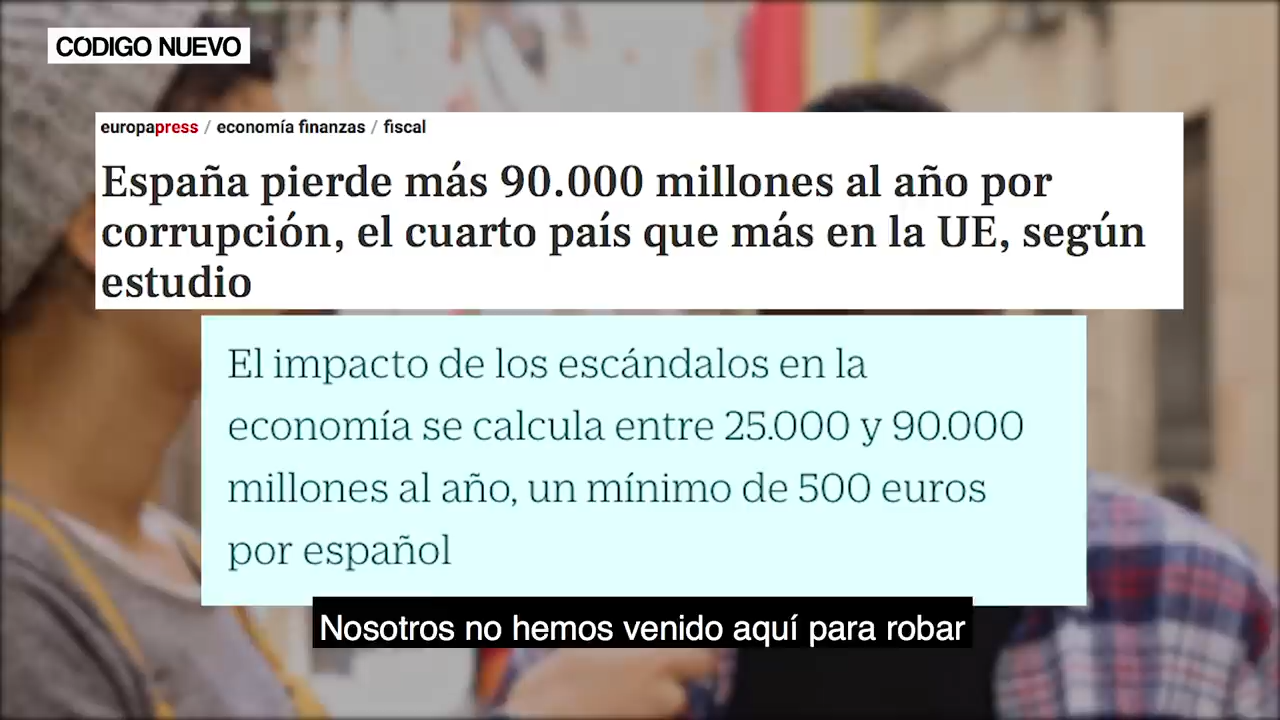 CODIGO NUEVO
europapress / economía finanzas / fiscal
España pierde más 90.000 millones al año por
corrupción, el cuarto país que más en la UE, según
estudio
El impacto de los escándalos en la
economía se calcula entre 25.000 y 90.000
millones al año, un mínimo de 500 euros
por español
Nosotros no hemos venido aquí para robar